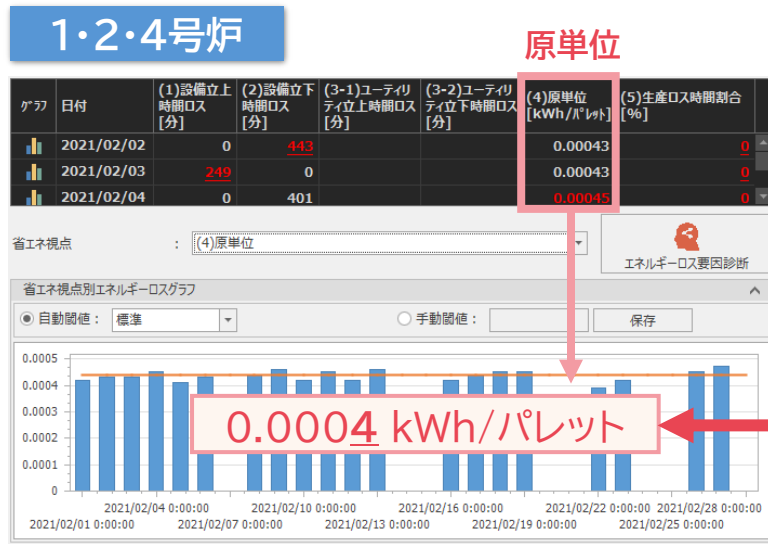 1・2・4号炉
原単位
グラフ 日付 (1)設備立上時間ロス[分] (2)設備立下時間ロス[分] (3-1)ユーティリティ立上時間ロス[分] (3-2)ユーティリティ立下時間ロス[分] (4)原単位[kWh/パレット] (5)生産ロス時間割合[%]
2021/02/02 0 443 0.00043 0
2021/02/03 249 0 0.00043 0
2021/02/04 0 401 0.00045 0
省エネ視点 : (4)原単位
エネルギーロス要因診断
省エネ視点別エネルギーロスグラフ
自動閾値: 標準 手動閾値: 保存
0.0005
0.0004
0.0003
0.0002
0.0001
0
0.0004 kWh/パレット
2021/02/04 0:00:00 2021/02/10 0:00:00 2021/02/16 0:00:00 2021/02/22 0:00:00 2021/02/28 0:00:00
2021/02/01 0:00:00 2021/02/07 0:00:00 2021/02/13 0:00:00 2021/02/19 0:00:00 2021/02/25 0:00:00